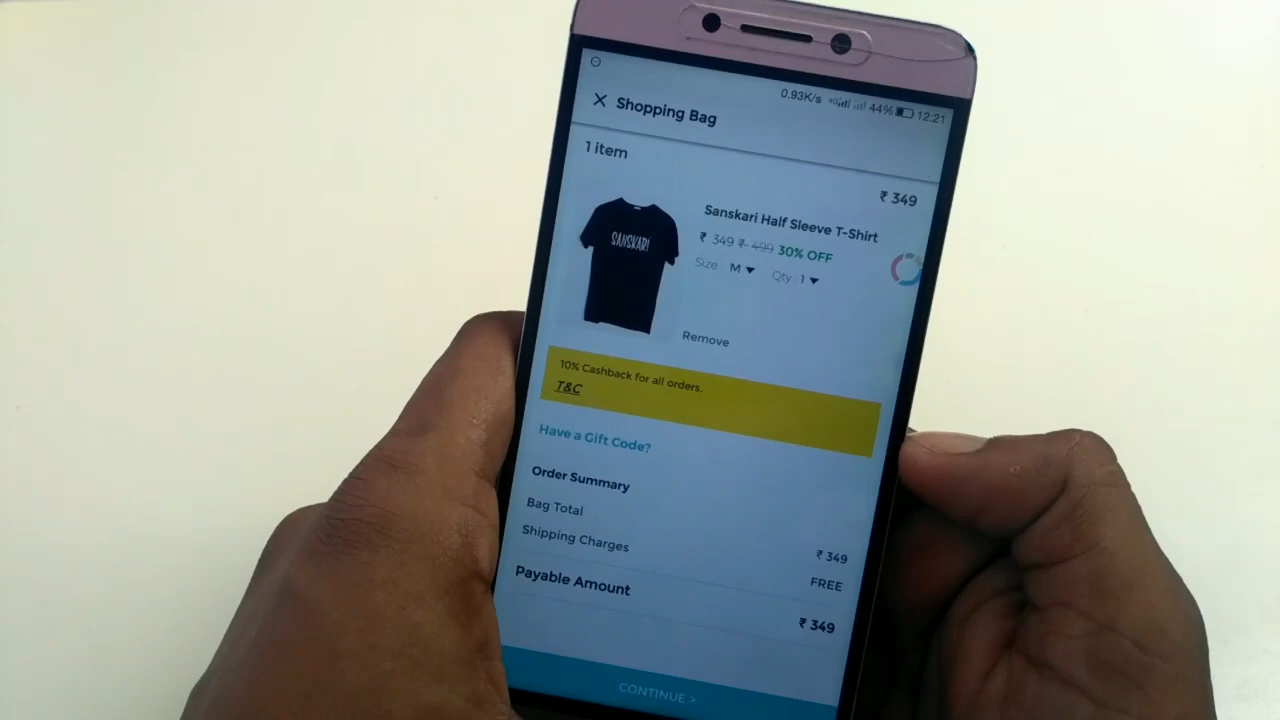 0.93K/s 4G 44% 12:21
X Shopping Bag
1 item
₹ 349
SANSKARI
Sanskari Half Sleeve T-Shirt
₹ 349 ₹ 499 30% OFF
Size M Qty 1
Remove
10% Cashback for all orders.
T&C
Have a Gift Code?
Order Summary
Bag Total ₹ 349
Shipping Charges FREE
Payable Amount ₹ 349
CONTINUE >